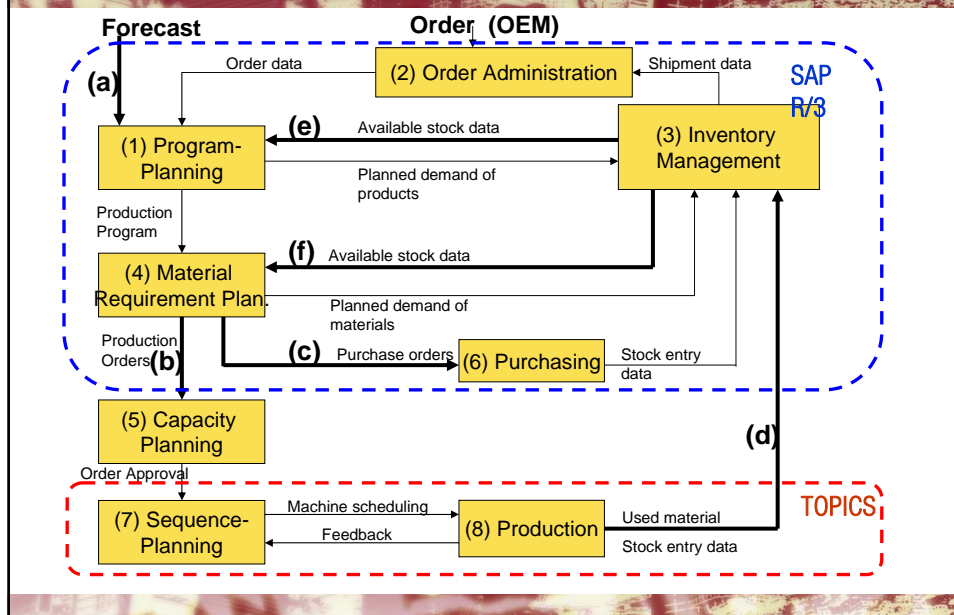 Forecast
Order (OEM)
(a)
Order data
(2) Order Administration
Shipment data
SAP
R/3
(e)
Available stock data
(1) Program-
Planning
(3) Inventory
Management
Planned demand of
products
Production
Program
(f)
Available stock data
(4) Material
Requirement Plan.
Planned demand of
materials
Production
Orders
(b)
(c)
Purchase orders
(6) Purchasing
Stock entry
data
(5) Capacity
Planning
(d)
Order Approval
TOPICS
(7) Sequence-
Planning
Machine scheduling
Feedback
(8) Production
Used material
Stock entry data